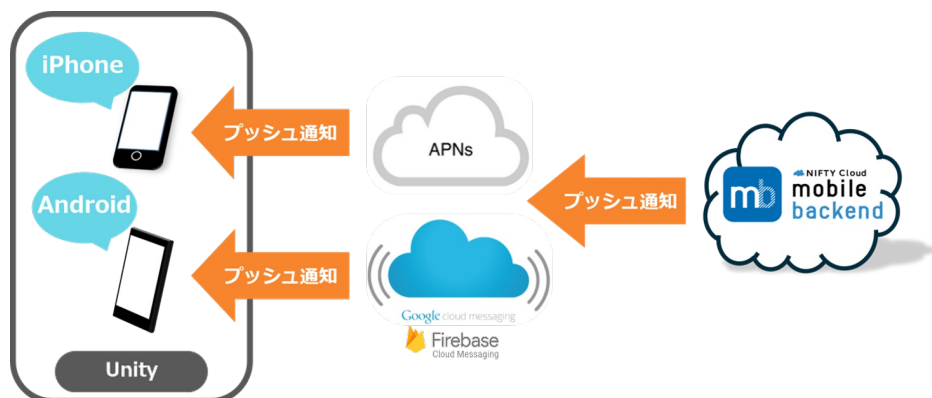 iPhone
プッシュ通知
APNs
Android
プッシュ通知
プッシュ通知
mb
NIFTY Cloud
mobile
backend
Google cloud messaging
Firebase
Cloud Messaging
Unity